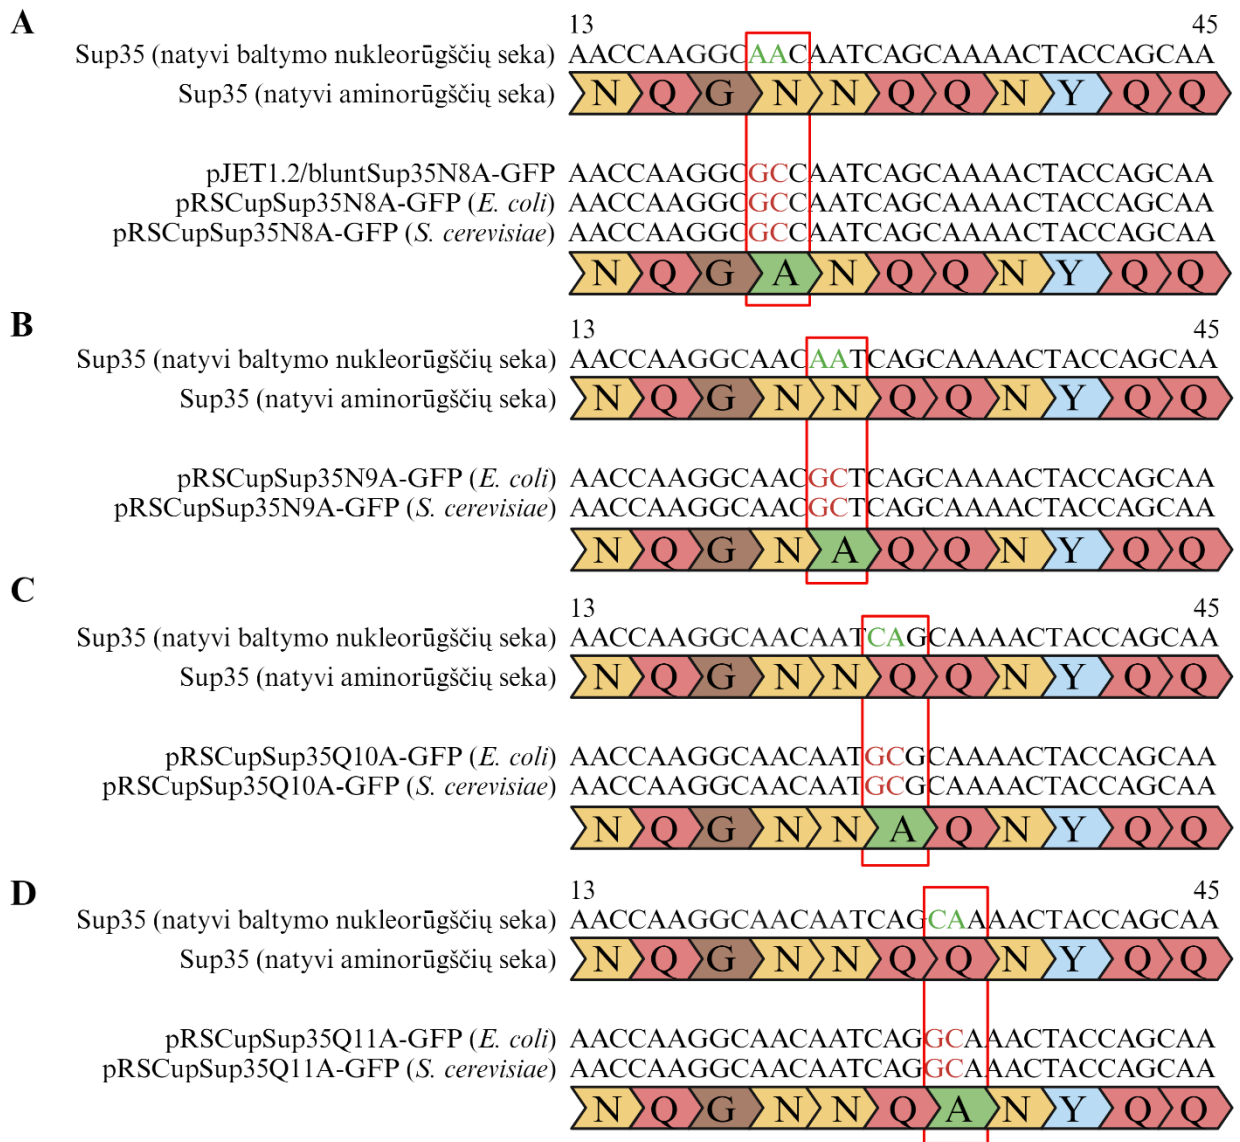 A
13 45
Sup35 (natyvi baltymo nukleorūgščių seka) AACCAAGGCAACAATCAGCAAAACTACCAGCAA
Sup35 (natyvi aminorūgščių seka) N Q G N N Q Q N Y Q Q
pJET1.2/bluntSup35N8A-GFP AACCAAGGCGCCAATCAGCAAAACTACCAGCAA
pRSCupSup35N8A-GFP (E. coli) AACCAAGGCGCCAATCAGCAAAACTACCAGCAA
pRSCupSup35N8A-GFP (S. cerevisiae) AACCAAGGCGCCAATCAGCAAAACTACCAGCAA
N Q G A N Q Q N Y Q Q
B
13 45
Sup35 (natyvi baltymo nukleorūgščių seka) AACCAAGGCAACAATCAGCAAAACTACCAGCAA
Sup35 (natyvi aminorūgščių seka) N Q G N N Q Q N Y Q Q
pRSCupSup35N9A-GFP (E. coli) AACCAAGGCAACGCTCAGCAAAACTACCAGCAA
pRSCupSup35N9A-GFP (S. cerevisiae) AACCAAGGCAACGCTCAGCAAAACTACCAGCAA
N Q G N A Q Q N Y Q Q
C
13 45
Sup35 (natyvi baltymo nukleorūgščių seka) AACCAAGGCAACAATCAGCAAAACTACCAGCAA
Sup35 (natyvi aminorūgščių seka) N Q G N N Q Q N Y Q Q
pRSCupSup35Q10A-GFP (E. coli) AACCAAGGCAACAATGCGCAAAACTACCAGCAA
pRSCupSup35Q10A-GFP (S. cerevisiae) AACCAAGGCAACAATGCGCAAAACTACCAGCAA
N Q G N N A Q N Y Q Q
D
13 45
Sup35 (natyvi baltymo nukleorūgščių seka) AACCAAGGCAACAATCAGCAAAACTACCAGCAA
Sup35 (natyvi aminorūgščių seka) N Q G N N Q Q N Y Q Q
pRSCupSup35Q11A-GFP (E. coli) AACCAAGGCAACAATCAGGCAAACTACCAGCAA
pRSCupSup35Q11A-GFP (S. cerevisiae) AACCAAGGCAACAATCAGGCAAACTACCAGCAA
N Q G N N Q A N Y Q Q